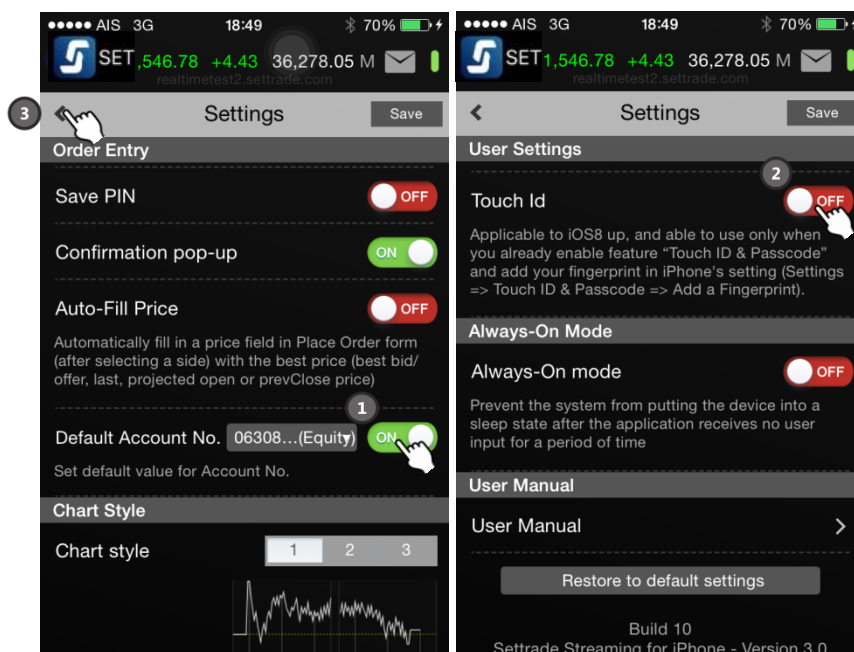 AIS 3G 18:49 70%
SET ,546.78 +4.43 36,278.05 M
realtimetest2.settrade.com
3
Settings Save
Order Entry
Save PIN OFF
Confirmation pop-up ON
Auto-Fill Price OFF
Automatically fill in a price field in Place Order form
(after selecting a side) with the best price (best bid/
offer, last, projected open or prevClose price)
1
Default Account No. 06308...(Equity) ON
Set default value for Account No.
Chart Style
Chart style 1 2 3
AIS 3G 18:49 70%
SET 1,546.78 +4.43 36,278.05 M
realtimetest2.settrade.com
Settings Save
User Settings
2
Touch Id OFF
Applicable to iOS8 up, and able to use only when
you already enable feature “Touch ID & Passcode”
and add your fingerprint in iPhone's setting (Settings
=> Touch ID & Passcode => Add a Fingerprint).
Always-On Mode
Always-On mode OFF
Prevent the system from putting the device into a
sleep state after the application receives no user
input for a period of time
User Manual
User Manual
Restore to default settings
Build 10
Settrade Streaming for iPhone - Version 3.0